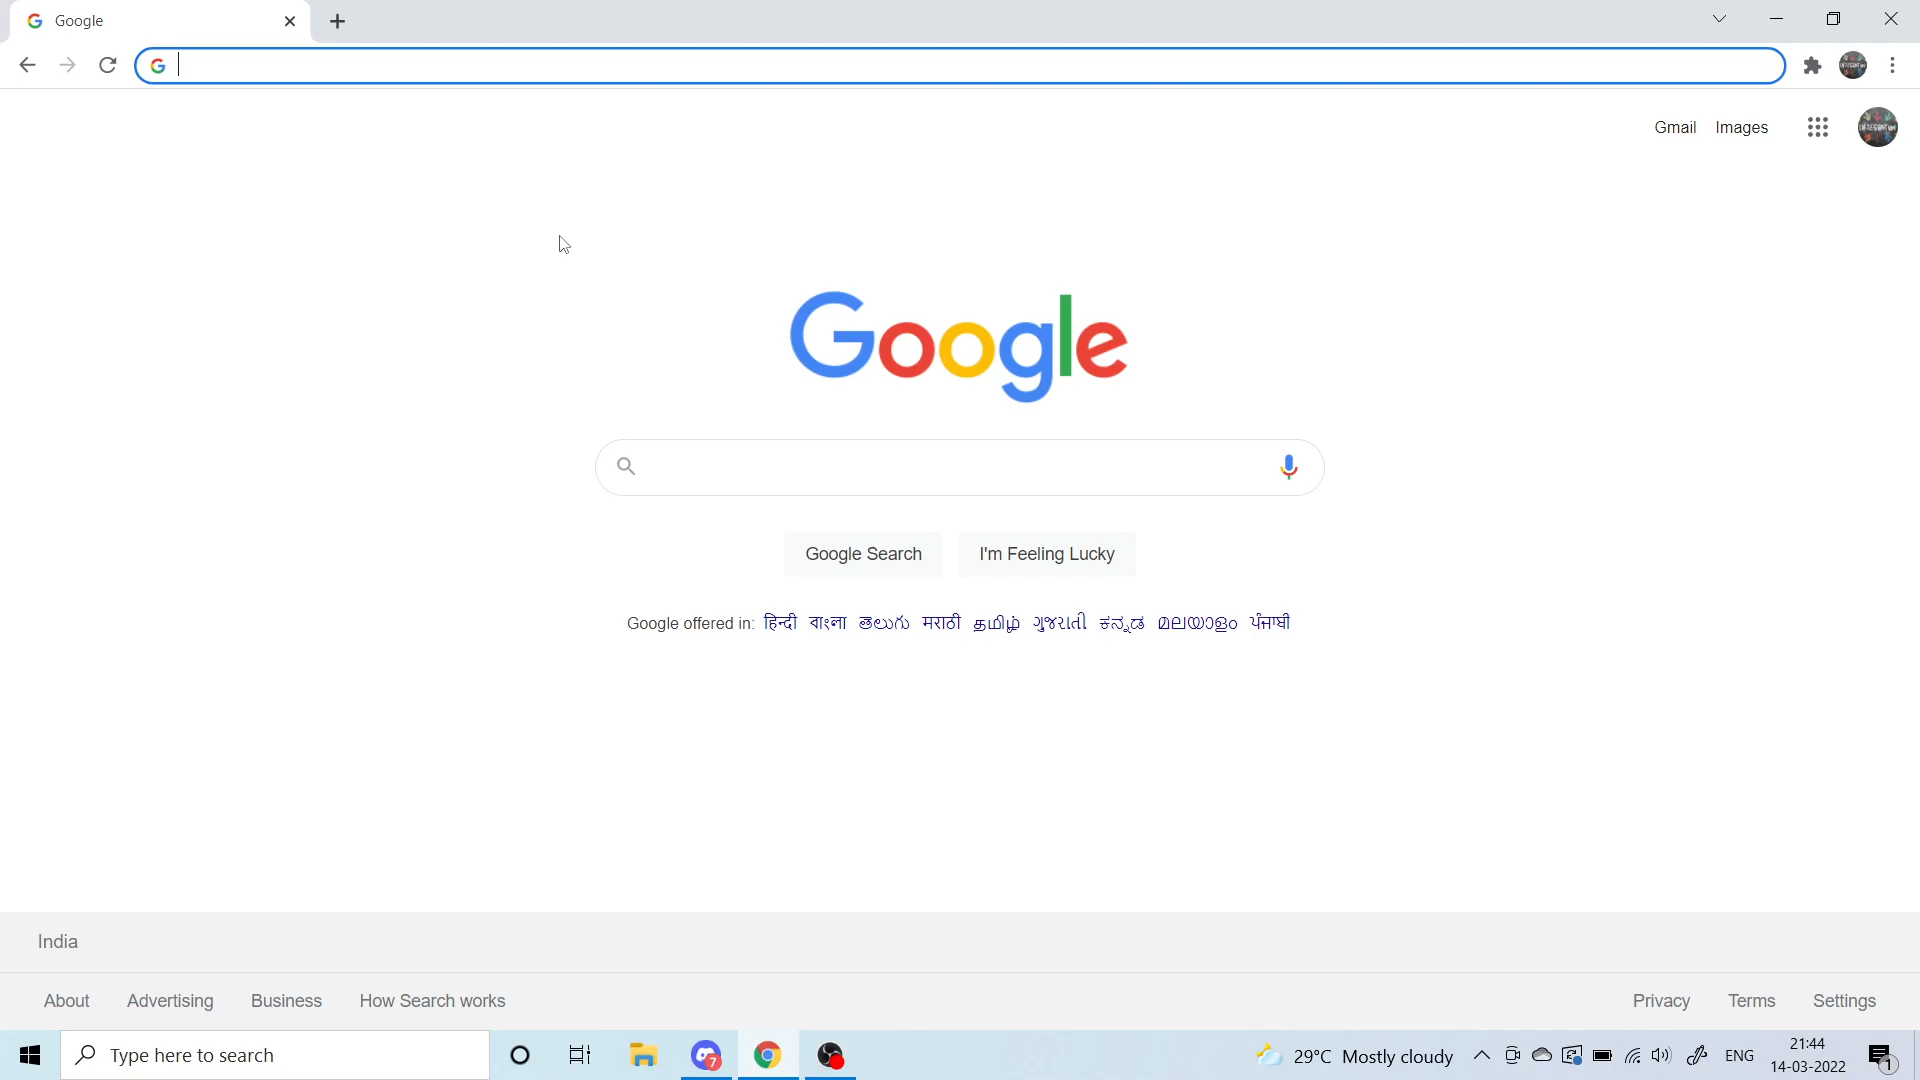 Google
Gmail Images
Google
Google Search I'm Feeling Lucky
Google offered in: हिन्दी বাংলা తెలుగు मराठी தமிழ் ગુજરાતી ಕನ್ನಡ മലയാളം ਪੰਜਾਬੀ
India
About Advertising Business How Search works Privacy Terms Settings
Type here to search 7 29°C Mostly cloudy ENG 21:44
14-03-2022 1